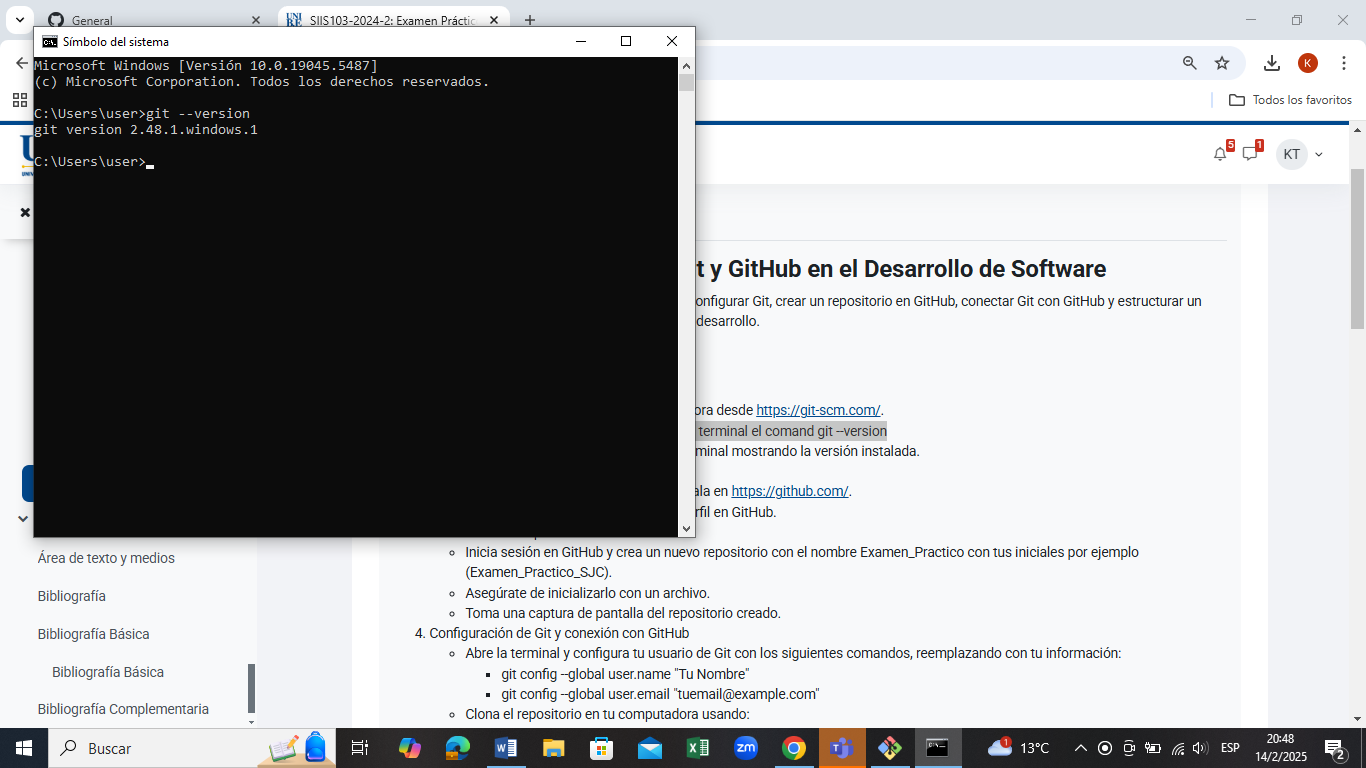 General
SIIS103-2024-2: Examen Práctic
Símbolo del sistema
Microsoft Windows [Versión 10.0.19045.5487]
(c) Microsoft Corporation. Todos los derechos reservados.
C:\Users\user>git --version
git version 2.48.1.windows.1
C:\Users\user>
K
Todos los favoritos
5
1
KT
t y GitHub en el Desarrollo de Software
onfigurar Git, crear un repositorio en GitHub, conectar Git con GitHub y estructurar un
desarrollo.
ora desde https://git-scm.com/.
terminal el comand git --version
minal mostrando la versión instalada.
ala en https://github.com/.
rfil en GitHub.
Inicia sesión en GitHub y crea un nuevo repositorio con el nombre Examen_Practico con tus iniciales por ejemplo
(Examen_Practico_SJC).
Asegúrate de inicializarlo con un archivo.
Toma una captura de pantalla del repositorio creado.
4. Configuración de Git y conexión con GitHub
Abre la terminal y configura tu usuario de Git con los siguientes comandos, reemplazando con tu información:
git config --global user.name "Tu Nombre"
git config --global user.email "tuemail@example.com"
Clona el repositorio en tu computadora usando:
Área de texto y medios
Bibliografía
Bibliografía Básica
Bibliografía Básica
Bibliografía Complementaria
Buscar
zm
1
13°C
ESP
20:48
14/2/2025
2